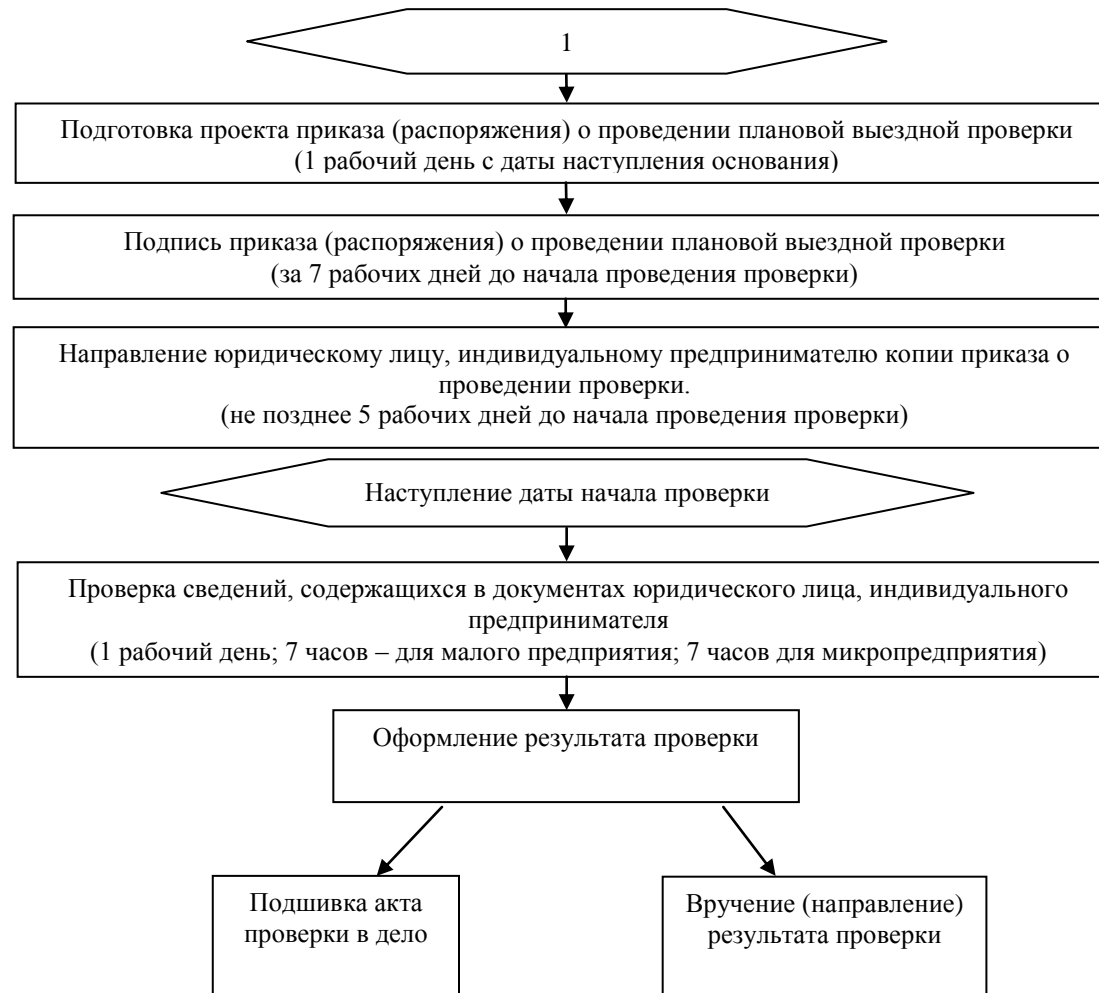 1
Подготовка проекта приказа (распоряжения) о проведении плановой выездной проверки
(1 рабочий день с даты наступления основания)
Подпись приказа (распоряжения) о проведении плановой выездной проверки
(за 7 рабочих дней до начала проведения проверки)
Направление юридическому лицу, индивидуальному предпринимателю копии приказа о
проведении проверки.
(не позднее 5 рабочих дней до начала проведения проверки)
Наступление даты начала проверки
Проверка сведений, содержащихся в документах юридического лица, индивидуального
предпринимателя
(1 рабочий день; 7 часов – для малого предприятия; 7 часов для микропредприятия)
Оформление результата проверки
Подшивка акта
проверки в дело
Вручение (направление)
результата проверки